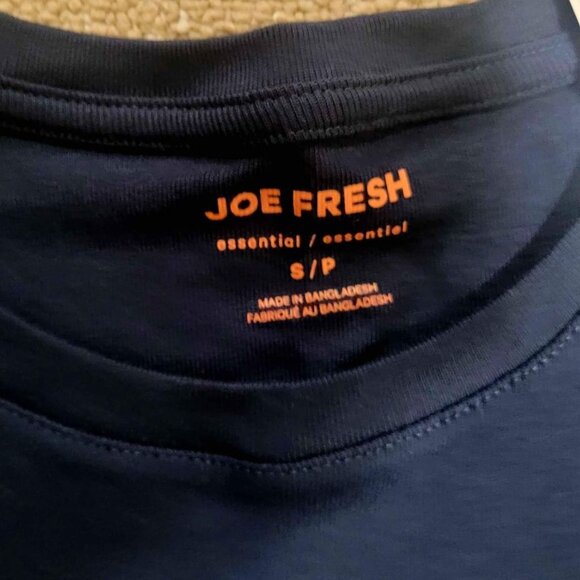 JOE FRESH
essential / essentiel
S/P
MADE IN BANGLADESH
FABRIQUÉ AU BANGLADESH